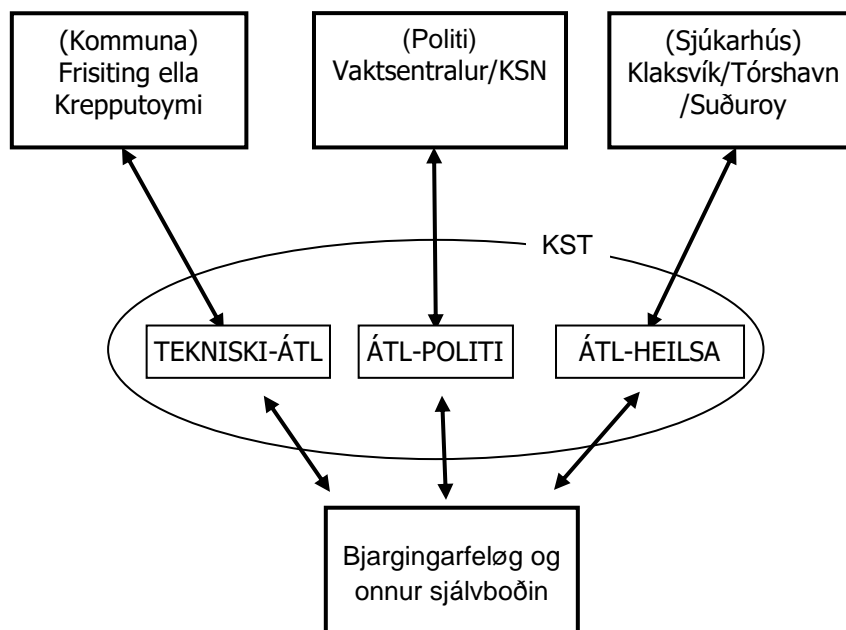 (Kommuna)
Frisiting ella
Krepputoymi
(Politi)
Vaktsentralur/KSN
(Sjúkarhús)
Klaksvík/Tórshavn
/Suðuroy
KST
TEKNISKI-ÁTL
ÁTL-POLITI
ÁTL-HEILSA
Bjargingarfeløg og
onnur sjálvboðin